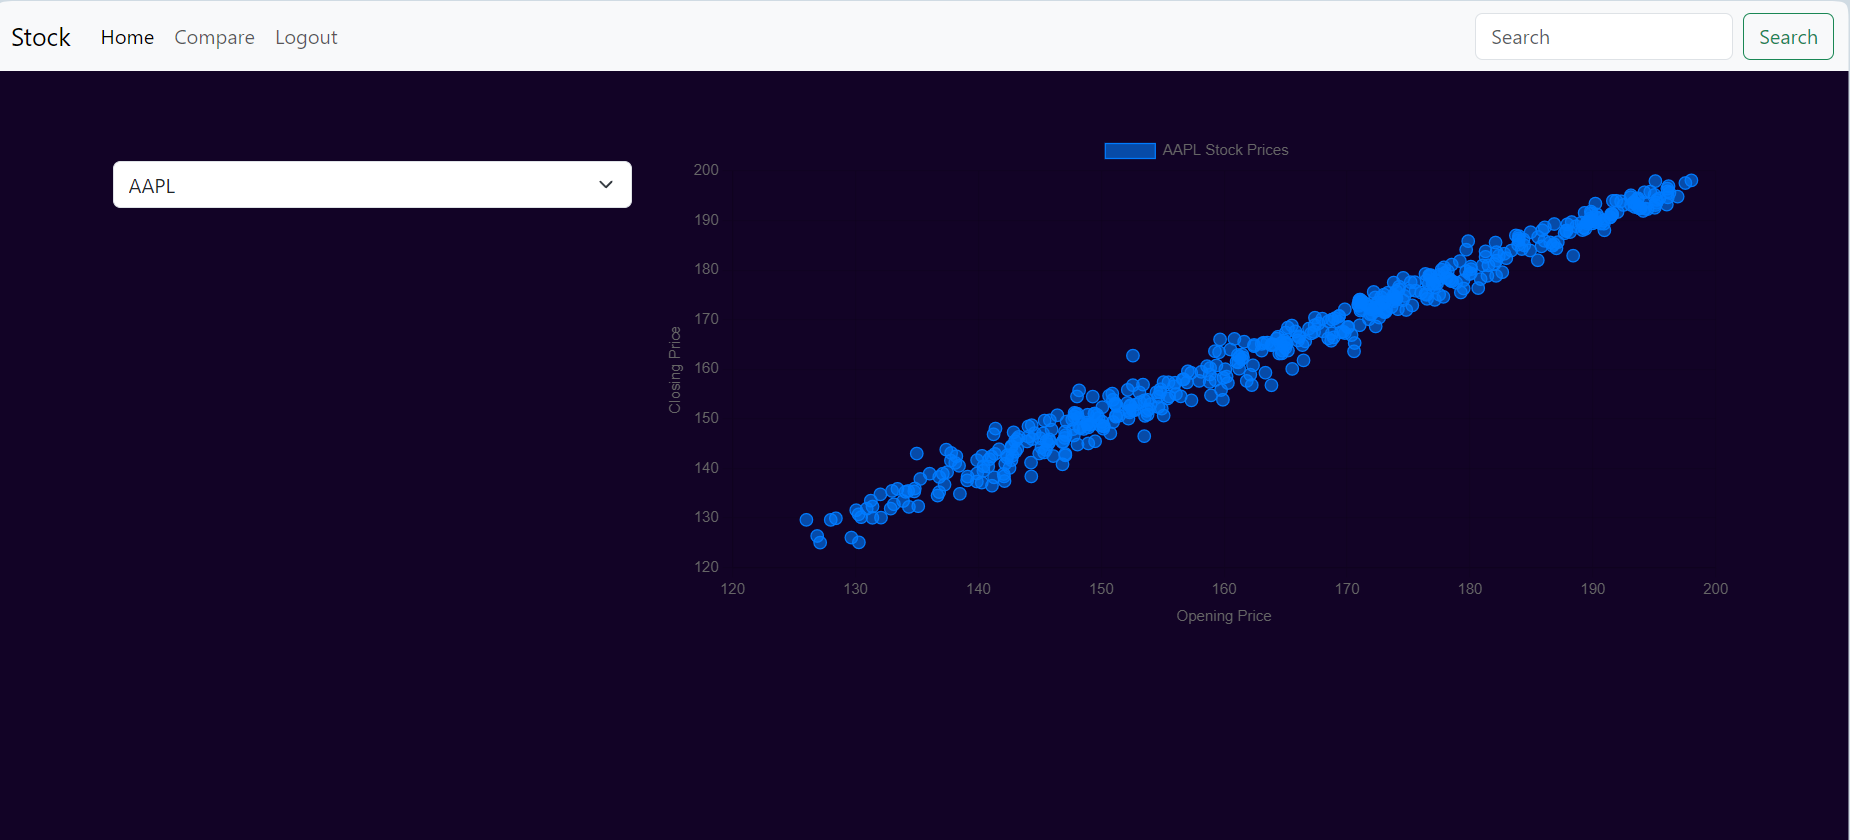 Stock Home Compare Logout Search Search
AAPL
AAPL Stock Prices
200
190
180
170
160
150
140
130
120
Closing Price
120 130 140 150 160 170 180 190 200
Opening Price